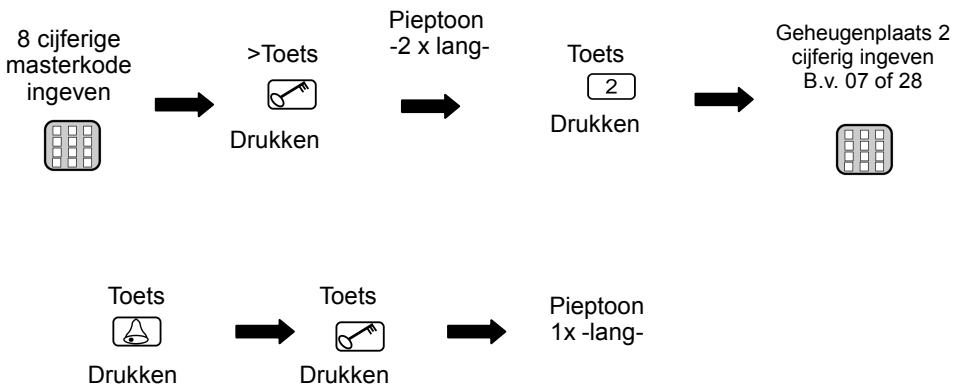 8 cijferige
masterkode
ingeven
>Toets
Drukken
Pieptoon
-2 x lang-
Toets
2
Drukken
Geheugenplaats 2
cijferig ingeven
B.v. 07 of 28
Toets
Drukken
Toets
Drukken
Pieptoon
1x -lang-